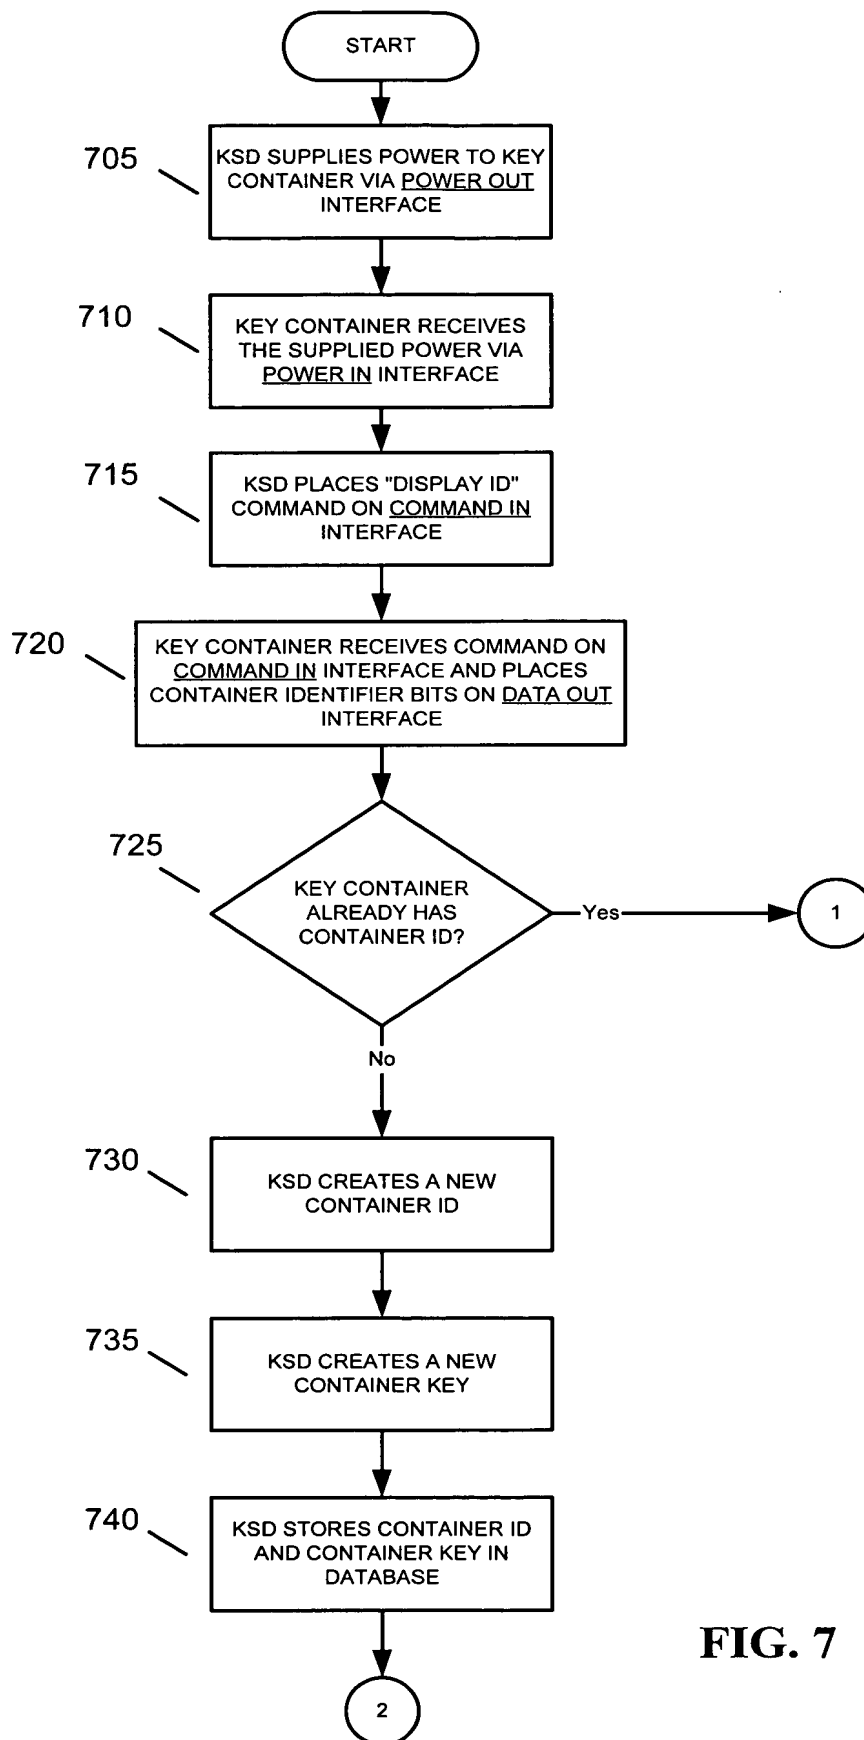 START
705
KSD SUPPLIES POWER TO KEY
CONTAINER VIA POWER OUT
INTERFACE
710
KEY CONTAINER RECEIVES
THE SUPPLIED POWER VIA
POWER IN INTERFACE
715
KSD PLACES "DISPLAY ID"
COMMAND ON COMMAND IN
INTERFACE
720
KEY CONTAINER RECEIVES COMMAND ON
COMMAND IN INTERFACE AND PLACES
CONTAINER IDENTIFIER BITS ON DATA OUT
INTERFACE
725
KEY CONTAINER
ALREADY HAS
CONTAINER ID?
Yes
1
No
730
KSD CREATES A NEW
CONTAINER ID
735
KSD CREATES A NEW
CONTAINER KEY
740
KSD STORES CONTAINER ID
AND CONTAINER KEY IN
DATABASE
2
FIG. 7